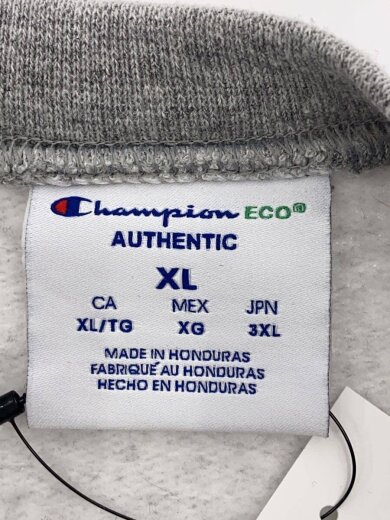 Champion ECO®
AUTHENTIC
XL
CA MEX JPN
XL/TG XG 3XL
MADE IN HONDURAS
FABRIQUÉ AU HONDURAS
HECHO EN HONDURAS